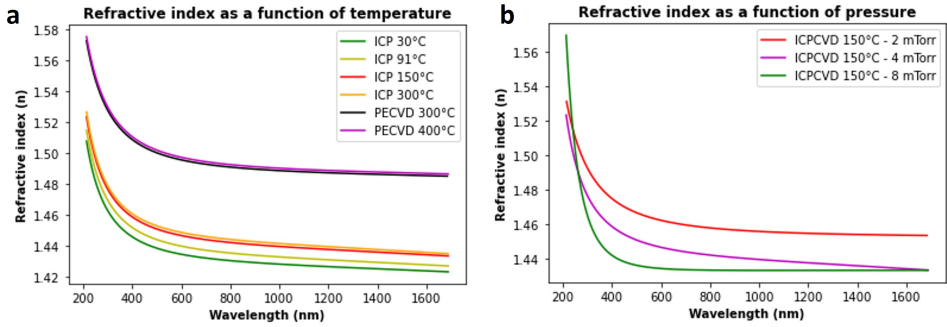 a
Refractive index as a function of temperature
Refractive index (n)
1.58
1.56
1.54
1.52
1.50
1.48
1.46
1.44
1.42
ICP 30°C
ICP 91°C
ICP 150°C
ICP 300°C
PECVD 300°C
PECVD 400°C
200 400 600 800 1000 1200 1400 1600
Wavelength (nm)
b
Refractive index as a function of pressure
Refractive index (n)
1.56
1.54
1.52
1.50
1.48
1.46
1.44
ICPCVD 150°C - 2 mTorr
ICPCVD 150°C - 4 mTorr
ICPCVD 150°C - 8 mTorr
200 400 600 800 1000 1200 1400 1600
Wavelength (nm)